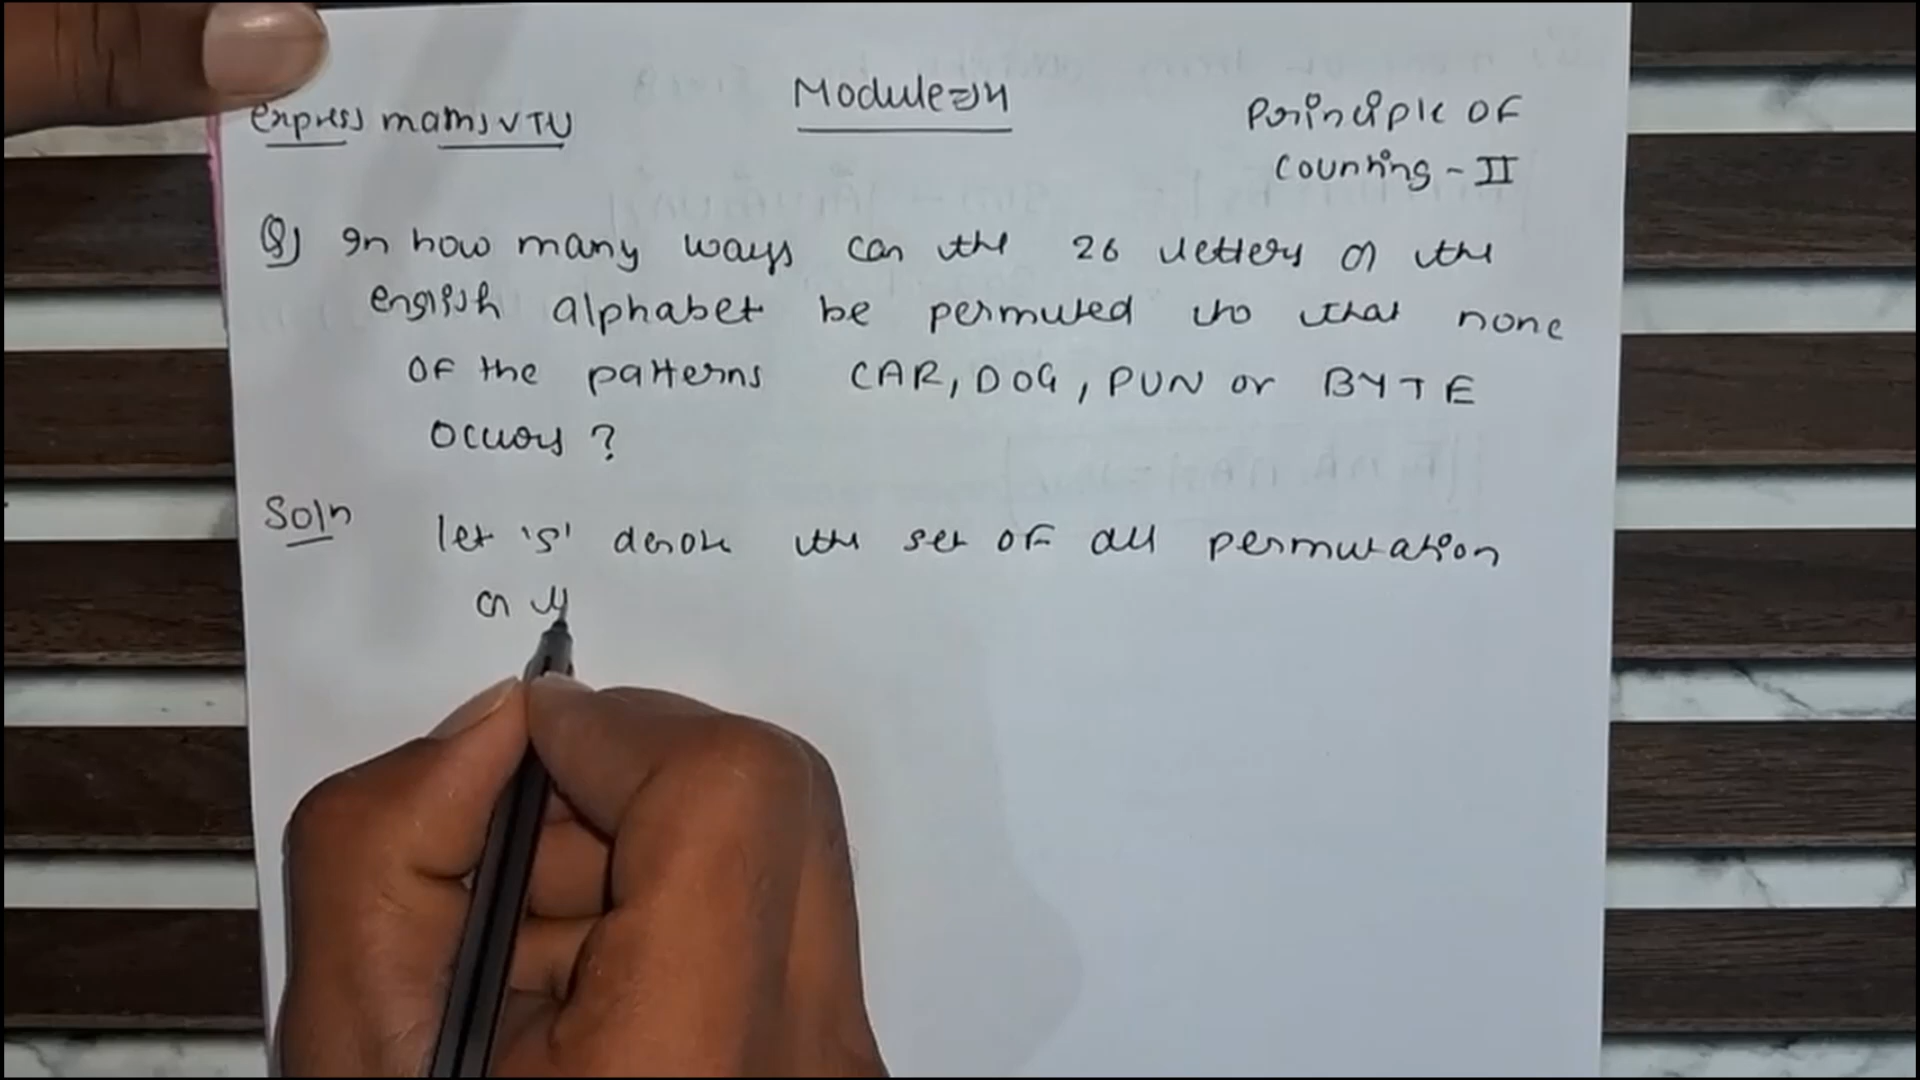 express maths VTU
Module⇒4
Principle OF
Counting - II
Q) In how many ways can the 26 letters of the
english alphabet be permuted so that none
OF the patterns CAR, DOG, PUN or BYTE
occurs ?
Soln
let 's' denote the set OF all permutation
of